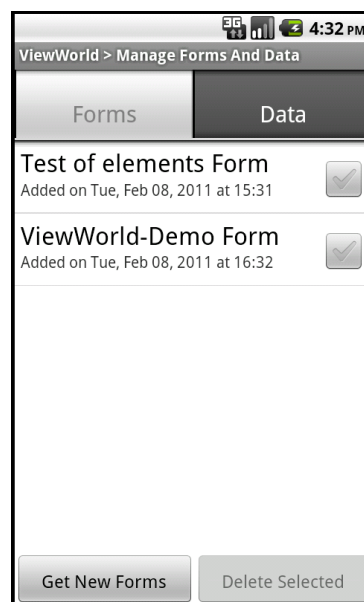 3G 4:32 PM
ViewWorld > Manage Forms And Data
Forms Data
Test of elements Form
Added on Tue, Feb 08, 2011 at 15:31
ViewWorld-Demo Form
Added on Tue, Feb 08, 2011 at 16:32
Get New Forms Delete Selected